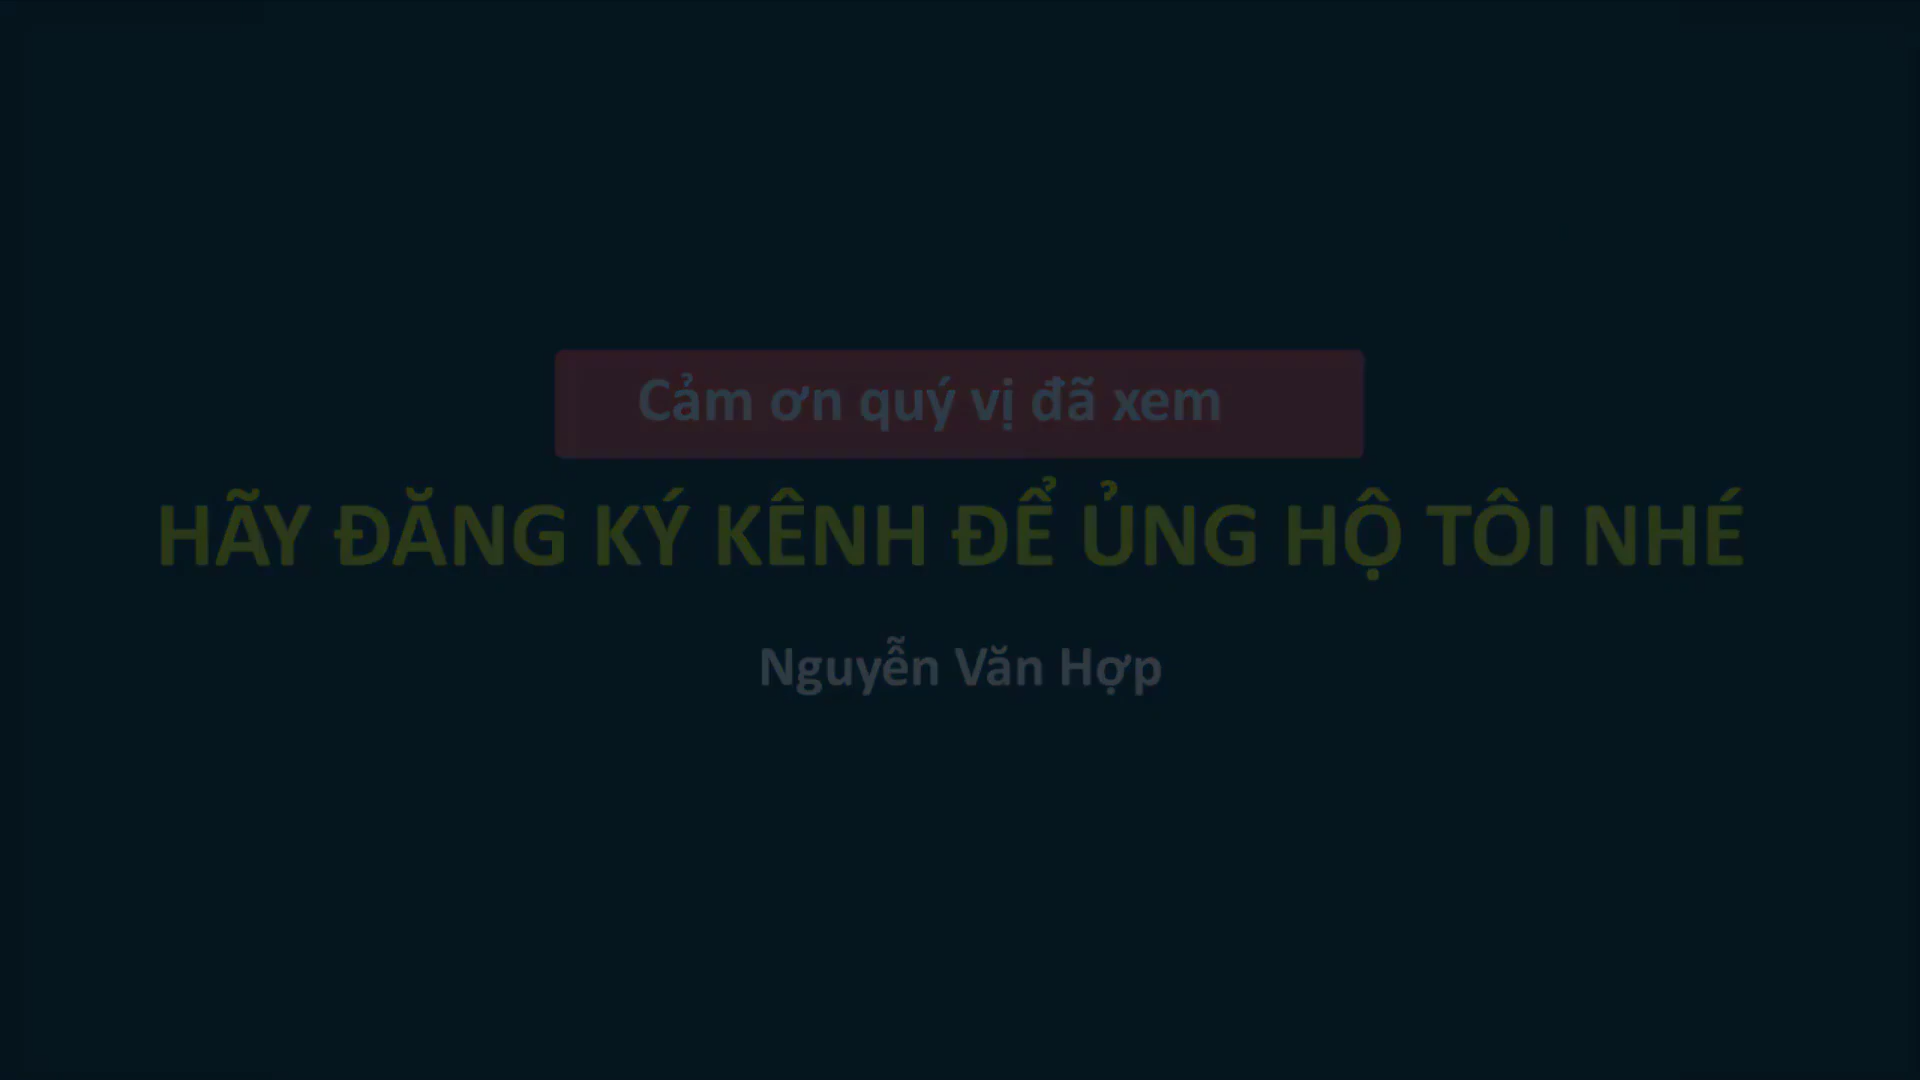 Cảm ơn quý vị đã xem
HÃY ĐĂNG KÝ KÊNH ĐỂ ỦNG HỘ TÔI NHÉ
Nguyễn Văn Hợp